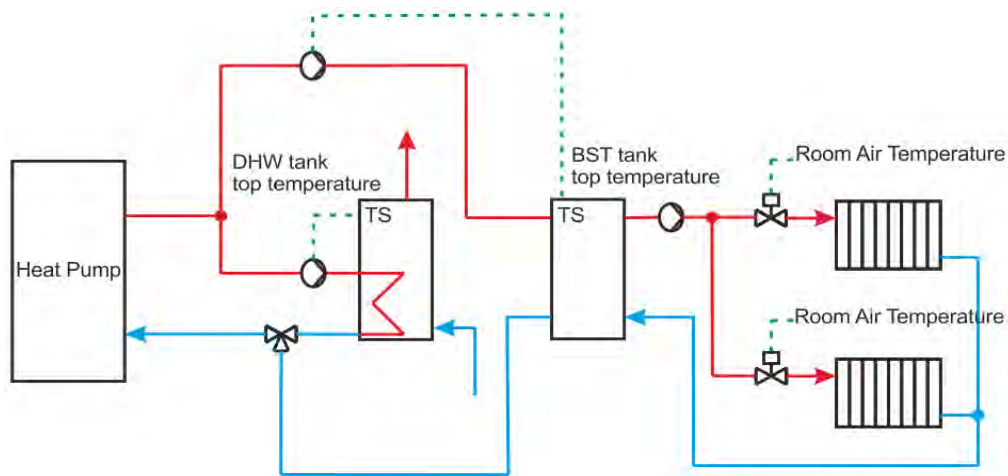 DHW tank
top temperature
BST tank
top temperature
Room Air Temperature
TS
TS
Heat Pump
Room Air Temperature